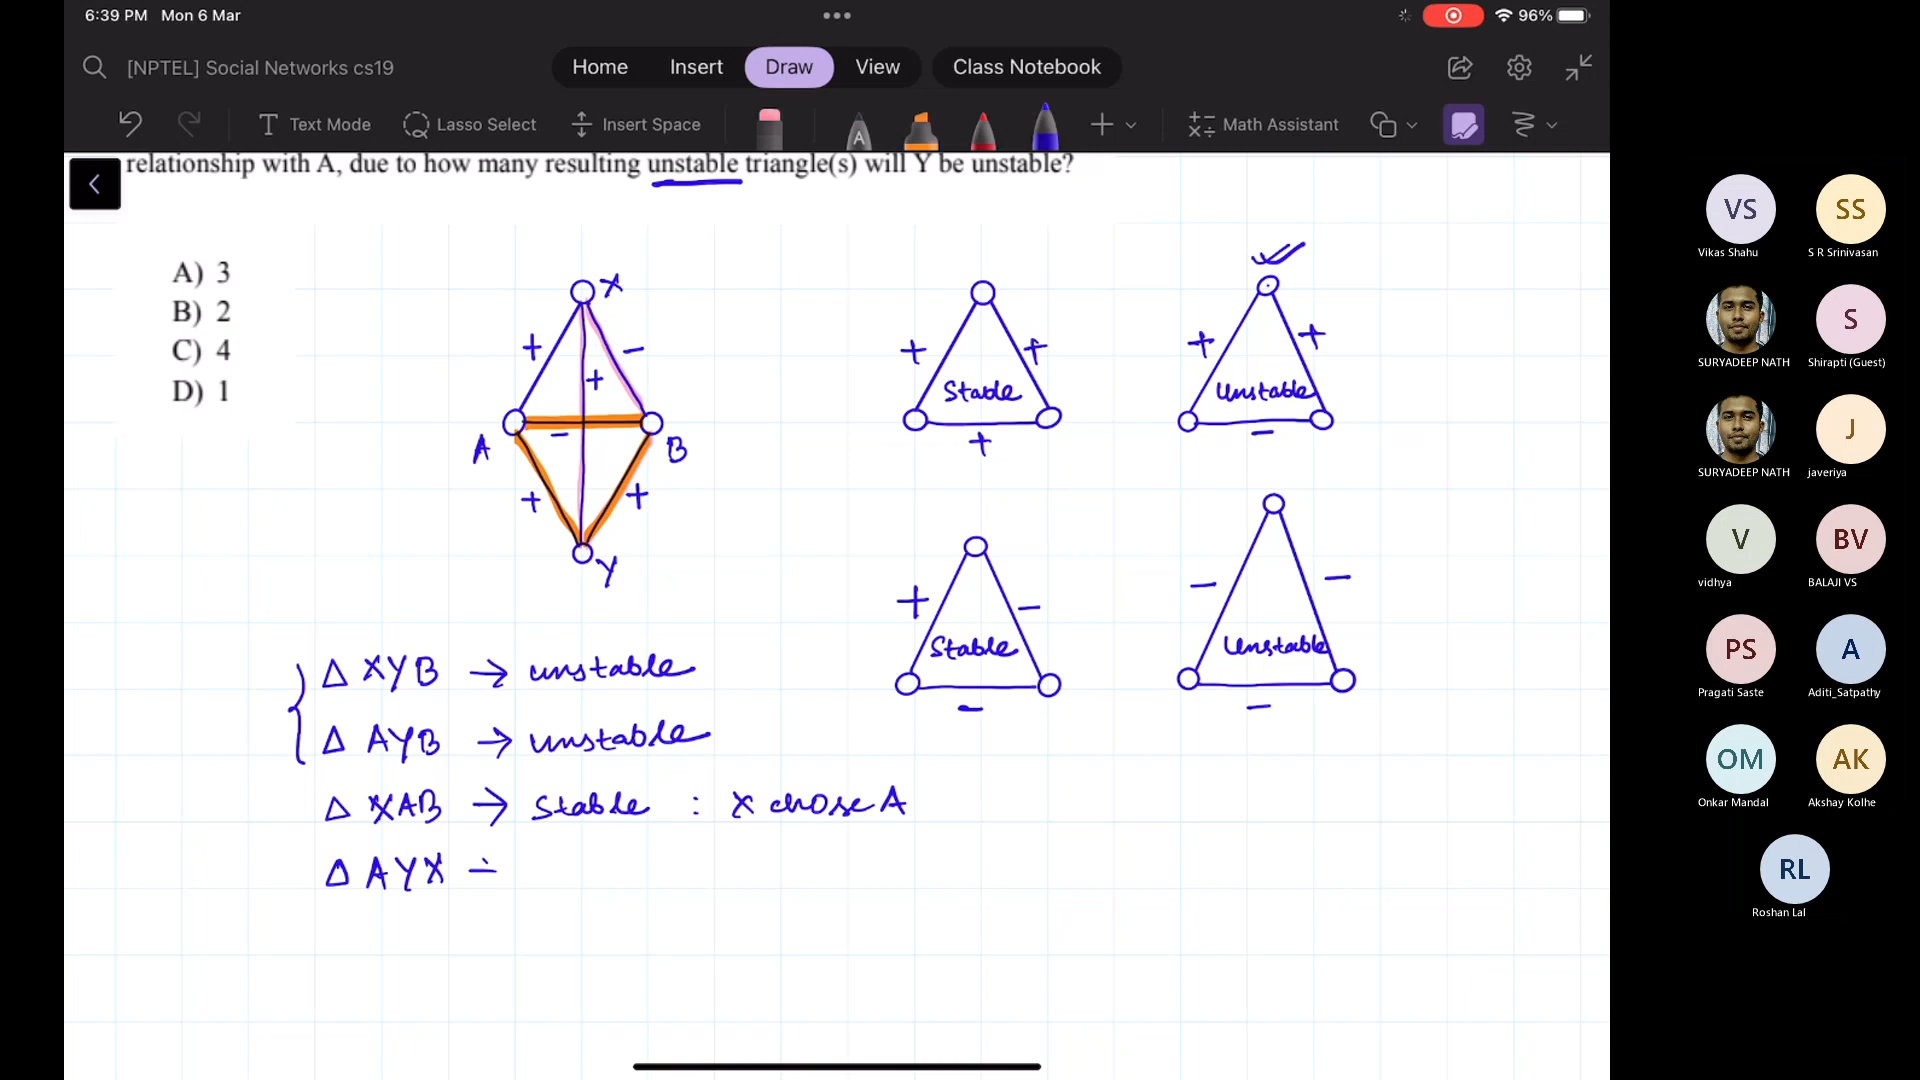 6:39 PM Mon 6 Mar
96%
[NPTEL] Social Networks cs19
Home Insert Draw View Class Notebook
Text Mode Lasso Select Insert Space Math Assistant
relationship with A, due to how many resulting unstable triangle(s) will Y be unstable?
A) 3
B) 2
C) 4
D) 1
X
+ −
+
−
A B
+ +
Y
+ +
Stable
+
+ +
Unstable
−
+ −
Stable
−
− −
Unstable
−
Δ XYB → unstable
Δ AYB → unstable
Δ XAB → Stable : X chose A
Δ AYX ÷
VS
Vikas Shahu
SS
S R Srinivasan
SURYADEEP NATH
S
Shirapti (Guest)
SURYADEEP NATH
J
javeriya
V
vidhya
BV
BALAJI VS
PS
Pragati Saste
A
Aditi_Satpathy
OM
Onkar Mandal
AK
Akshay Kolhe
RL
Roshan Lal